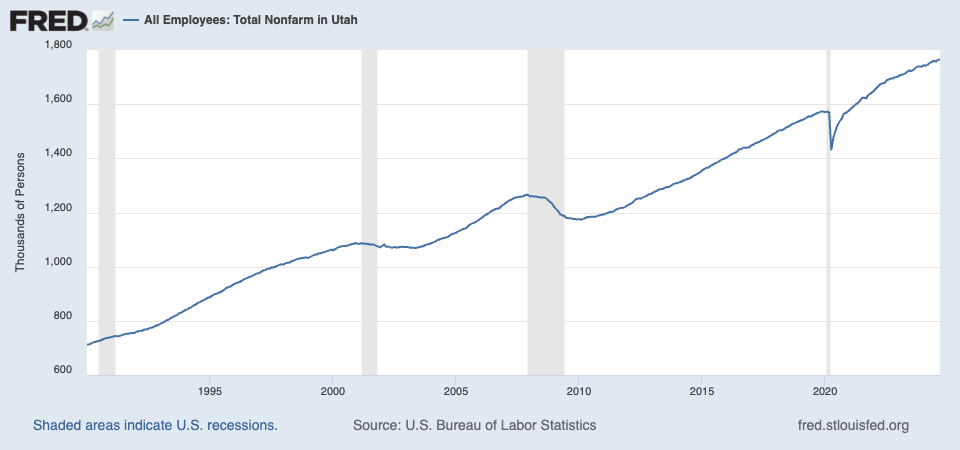 FRED
All Employees: Total Nonfarm in Utah
1,800
1,600
1,400
1,200
1,000
800
600
Thousands of Persons
1995
2000
2005
2010
2015
2020
Shaded areas indicate U.S. recessions.
Source: U.S. Bureau of Labor Statistics
fred.stlouisfed.org